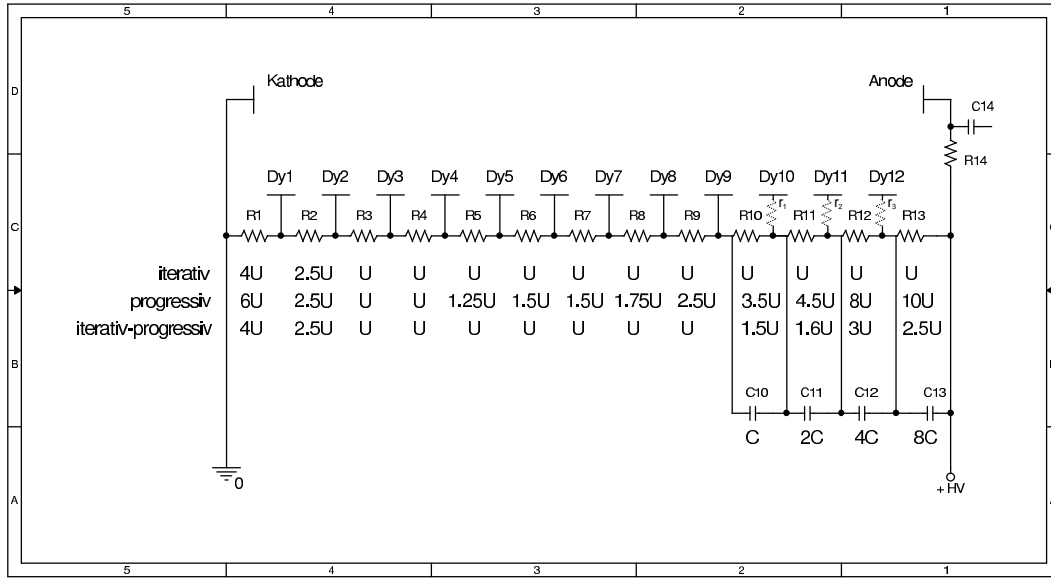 5 4 3 2 1
D
Kathode Anode
C14
R14
Dy1 Dy2 Dy3 Dy4 Dy5 Dy6 Dy7 Dy8 Dy9 Dy10 Dy11 Dy12
r1 r2 r3
C
R1 R2 R3 R4 R5 R6 R7 R8 R9 R10 R11 R12 R13
iterativ 4U 2.5U U U U U U U U U U U U
progressiv 6U 2.5U U U 1.25U 1.5U 1.5U 1.75U 2.5U 3.5U 4.5U 8U 10U
iterativ-progressiv 4U 2.5U U U U U U U U 1.5U 1.6U 3U 2.5U
B
C10 C11 C12 C13
C 2C 4C 8C
0
+ HV
A
5 4 3 2 1